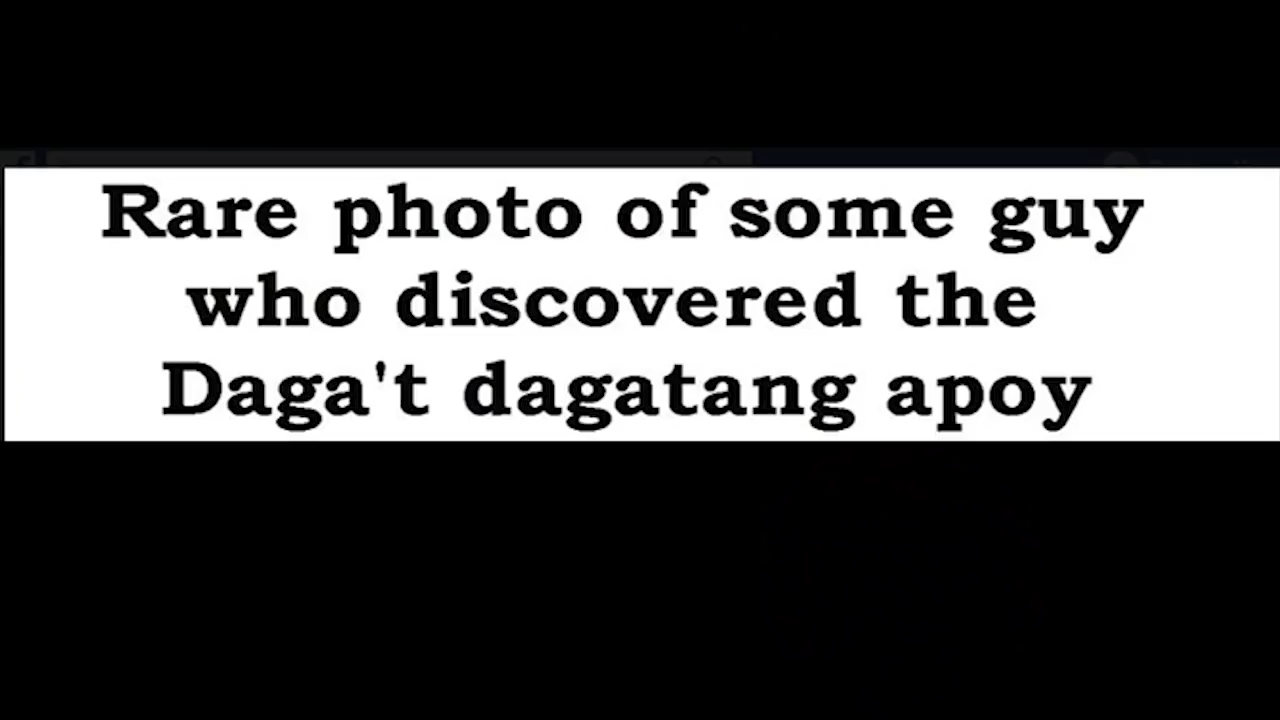 Rare photo of some guy
who discovered the
Daga't dagatang apoy